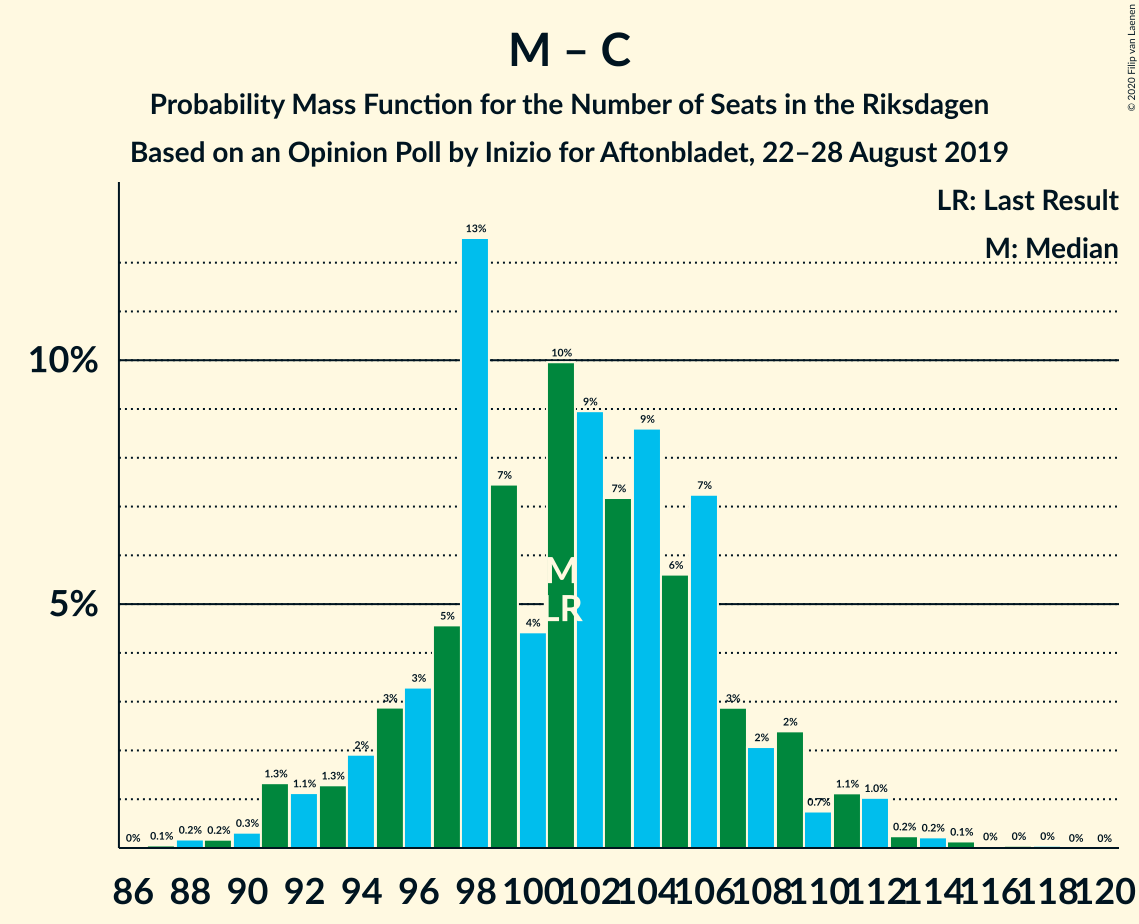 M – C
Probability Mass Function for the Number of Seats in the Riksdagen
Based on an Opinion Poll by Inizio for Aftonbladet, 22–28 August 2019
© 2020 Filip van Laenen
LR: Last Result
M: Median
10%
5%
0% 0.1% 0.2% 0.2% 0.3% 1.3% 1.1% 1.3% 2% 3% 3% 5% 13% 7% 4% 10% 9% 7% 9% 6% 7% 3% 2% 2% 0.7% 1.1% 1.0% 0.2% 0.2% 0.1% 0% 0% 0% 0% 0%
M
LR
86 88 90 92 94 96 98 100 102 104 106 108 110 112 114 116 118 120